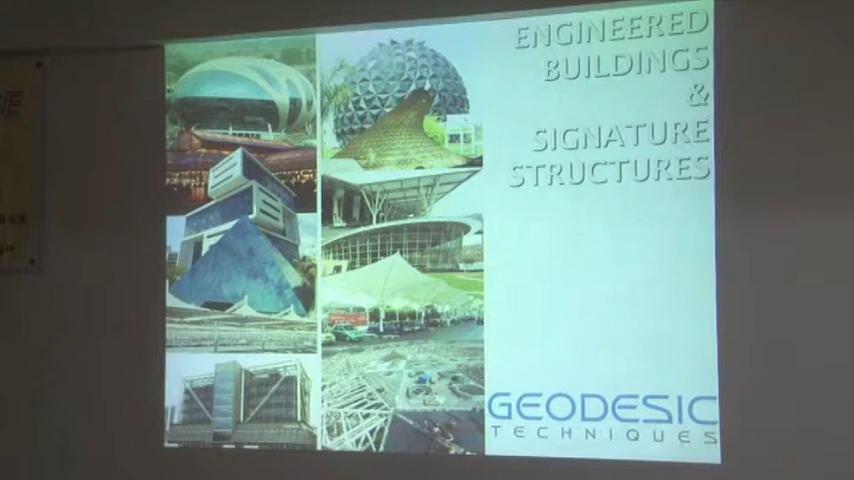 ENGINEERED
BUILDINGS
&
SIGNATURE
STRUCTURES
GEODESIC
TECHNIQUES